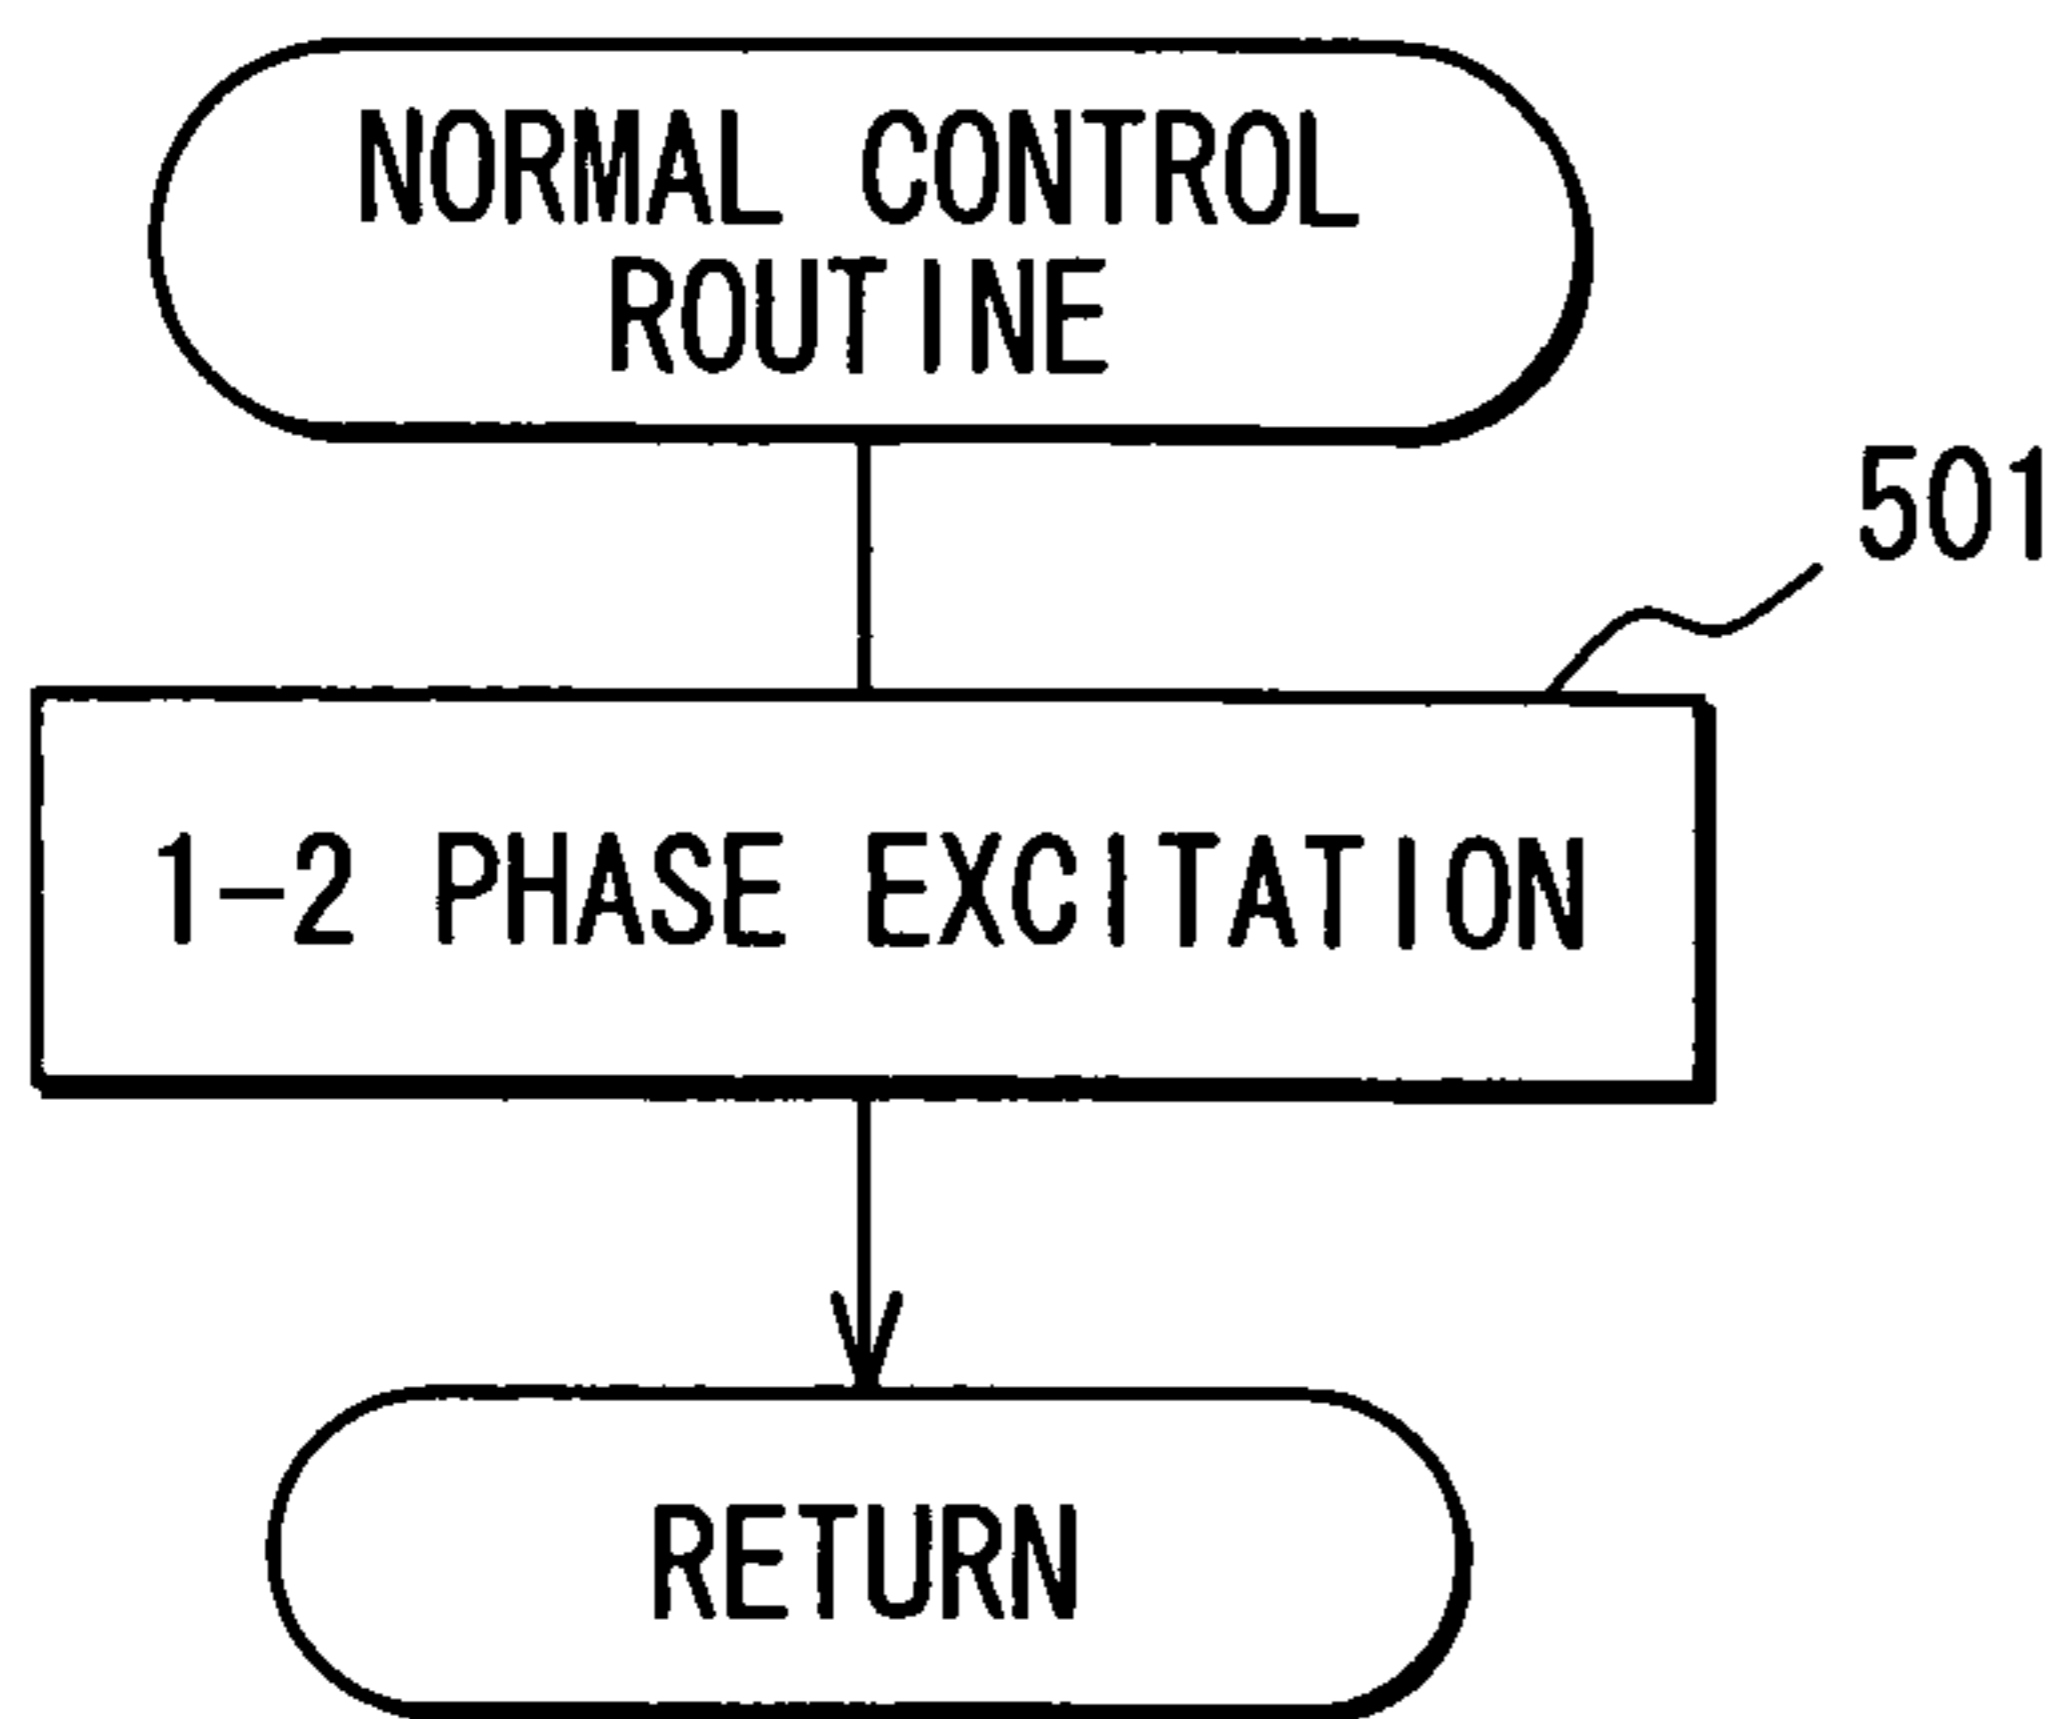 NORMAL CONTROL
ROUTINE
501
1-2 PHASE EXCITATION
RETURN